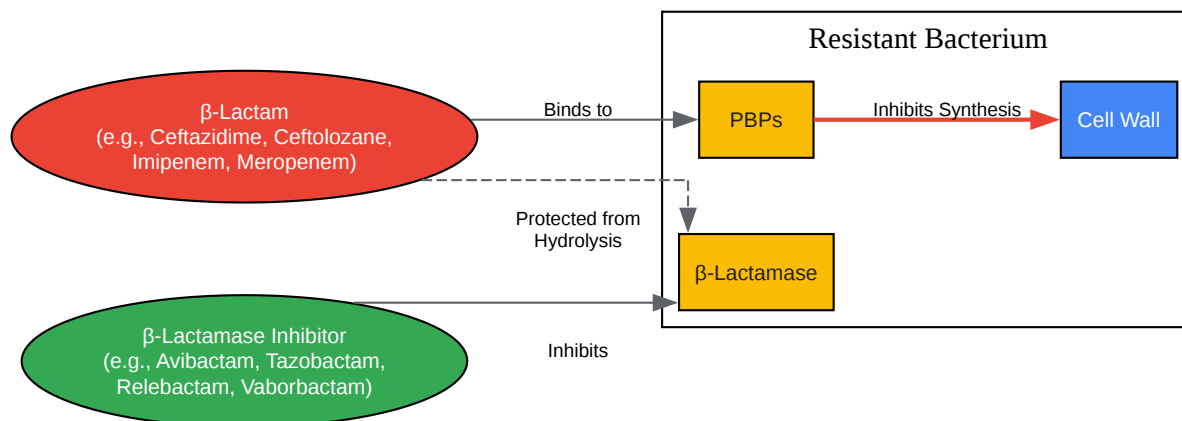 Resistant Bacterium
β-Lactam
(e.g., Ceftazidime, Ceftolozane,
Imipenem, Meropenem)
Binds to
PBPs
Inhibits Synthesis
Cell Wall
Protected from
Hydrolysis
β-Lactamase
β-Lactamase Inhibitor
(e.g., Avibactam, Tazobactam,
Relebactam, Vaborbactam)
Inhibits